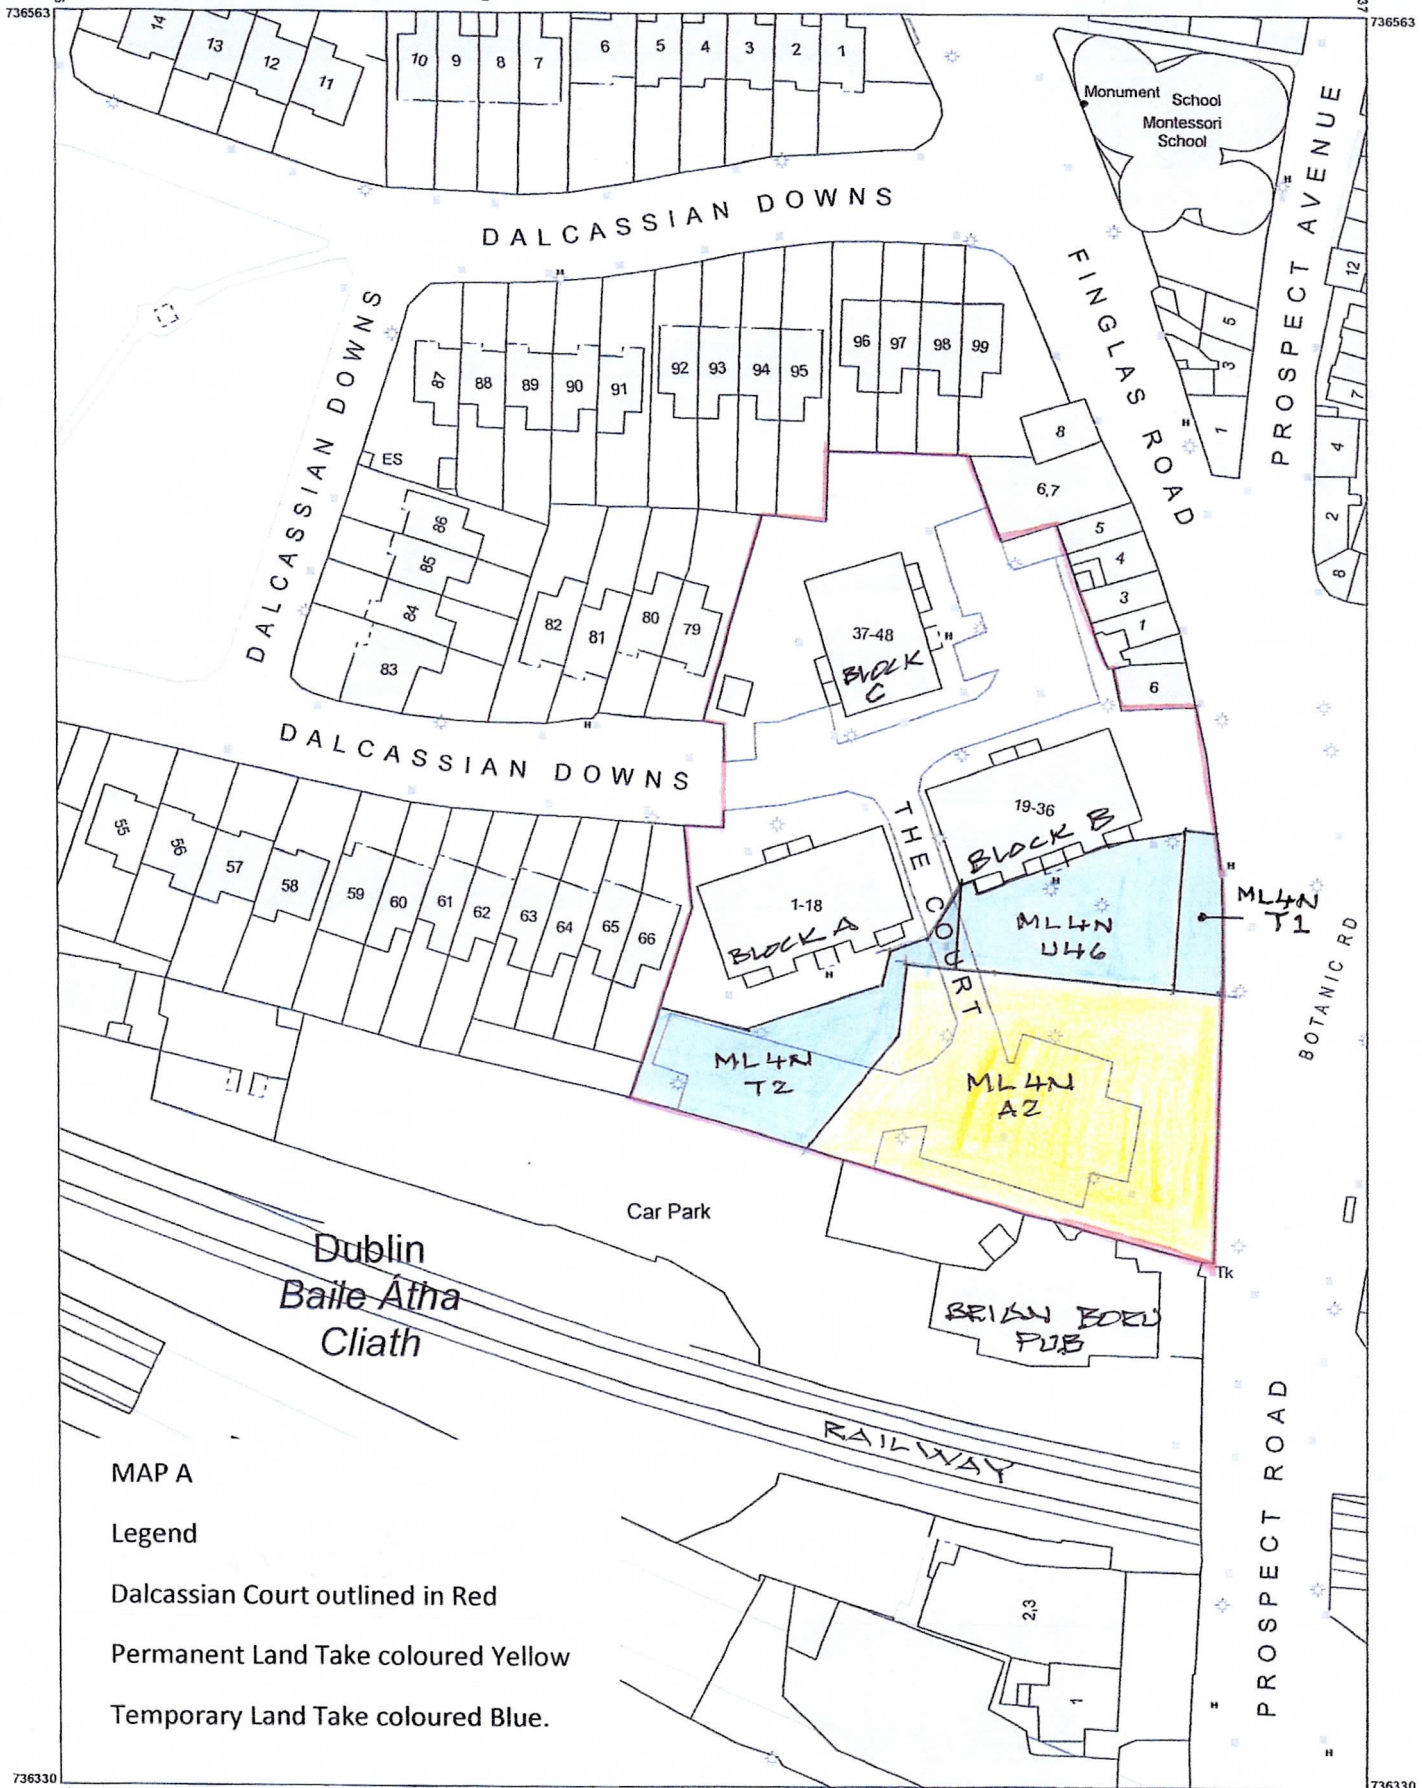 736563
736563
14
13
12
11
10
9
8
7
6
5
4
3
2
1
Monument
School
Montessori
School
PROSPECT AVENUE
H
DALCASSIAN DOWNS
H
FINGLAS ROAD
12
5
3
1
H
7
4
2
8
DALCASSIAN DOWNS
87
88
89
90
91
92
93
94
95
96
97
98
99
8
6,7
5
4
3
1
6
ES
86
85
84
83
82
81
80
79
H
37-48
BLOCK
C
H
DALCASSIAN DOWNS
55
56
57
58
59
60
61
62
63
64
65
66
THE COURT
19-36
BLOCK B
H
1-18
BLOCK A
H
ML4N
U46
H
ML4N
T1
ML4N
T2
ML4N
A2
BOTANIC RD
Car Park
Tk
Dublin
Baile Átha
Cliath
BRIAN BORU
PUB
RAILWAY
PROSPECT ROAD
MAP A
Legend
Dalcassian Court outlined in Red
Permanent Land Take coloured Yellow
Temporary Land Take coloured Blue.
2,3
1
H
H
736330
736330